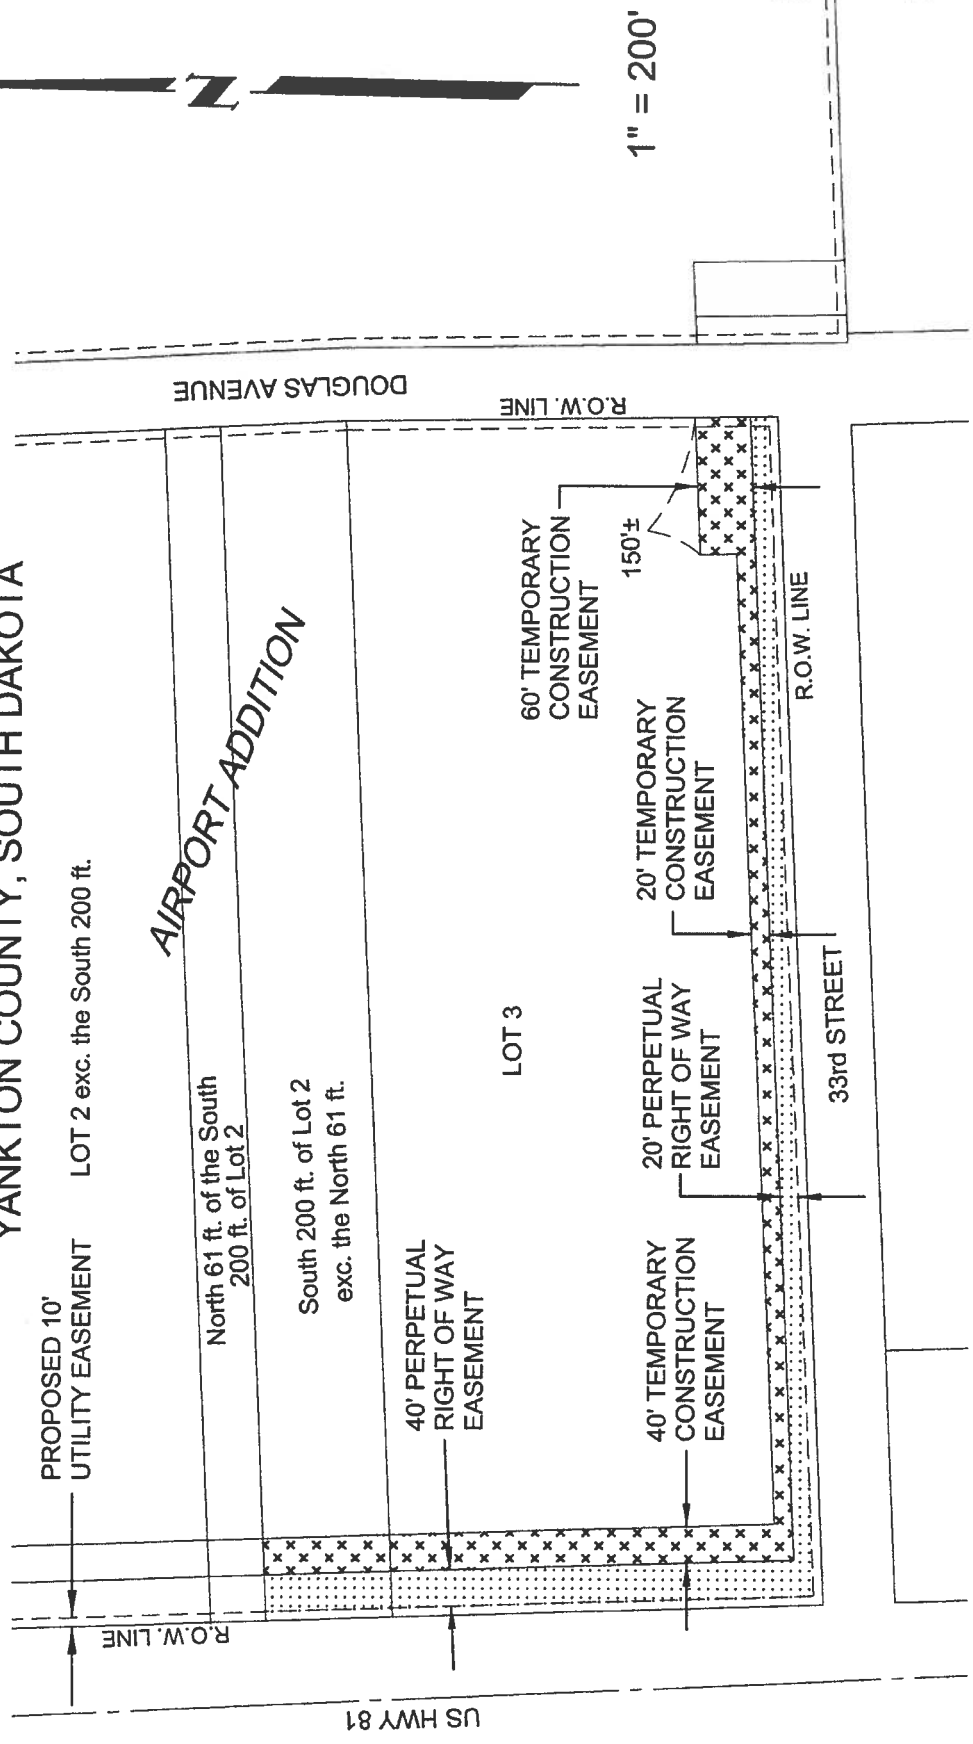 YANKTON COUNTY, SOUTH DAKOTA
N
1" = 200'
PROPOSED 10'
UTILITY EASEMENT
LOT 2 exc. the South 200 ft.
AIRPORT ADDITION
North 61 ft. of the South
200 ft. of Lot 2
South 200 ft. of Lot 2
exc. the North 61 ft.
DOUGLAS AVENUE
R.O.W. LINE
LOT 3
40' PERPETUAL
RIGHT OF WAY
EASEMENT
60' TEMPORARY
CONSTRUCTION
EASEMENT
150'±
40' TEMPORARY
CONSTRUCTION
EASEMENT
20' PERPETUAL
RIGHT OF WAY
EASEMENT
20' TEMPORARY
CONSTRUCTION
EASEMENT
R.O.W. LINE
33rd STREET
R.O.W. LINE
US HWY 81